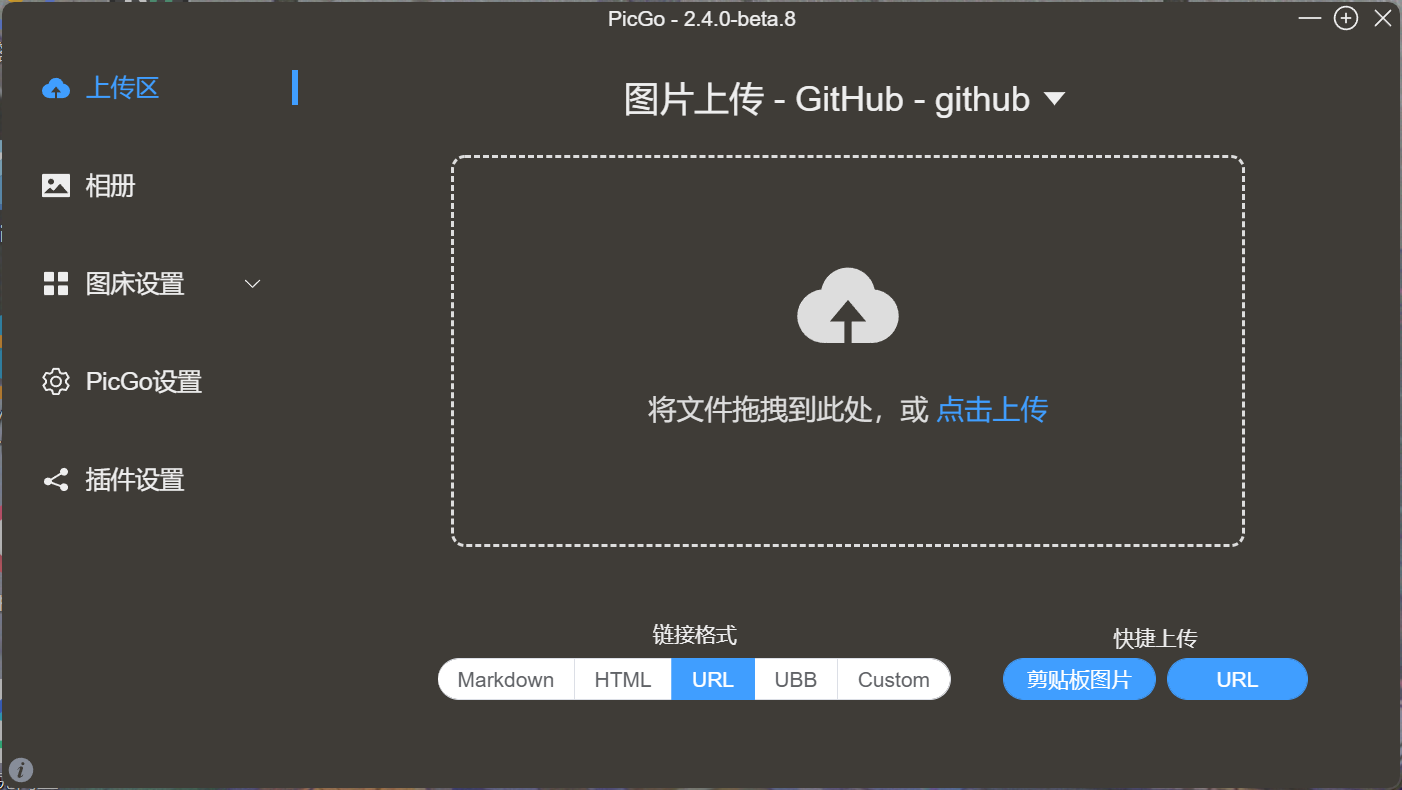 PicGo - 2.4.0-beta.8
上传区
相册
图床设置
PicGo设置
插件设置
图片上传 - GitHub - github
将文件拖拽到此处，或 点击上传
链接格式
Markdown HTML URL UBB Custom
快捷上传
剪贴板图片 URL